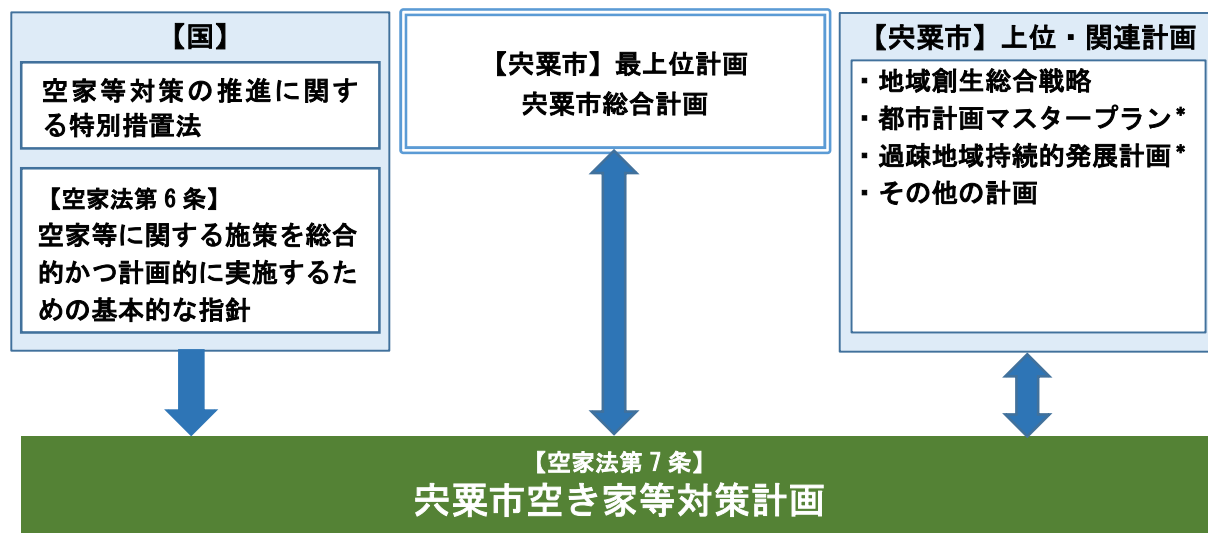 【国】
空家等対策の推進に関す
る特別措置法
【空家法第6条】
空家等に関する施策を総合
的かつ計画的に実施するた
めの基本的な指針
【宍粟市】最上位計画
宍粟市総合計画
【宍粟市】上位・関連計画
・地域創生総合戦略
・都市計画マスタープラン*
・過疎地域持続的発展計画*
・その他の計画
【空家法第7条】
宍粟市空き家等対策計画